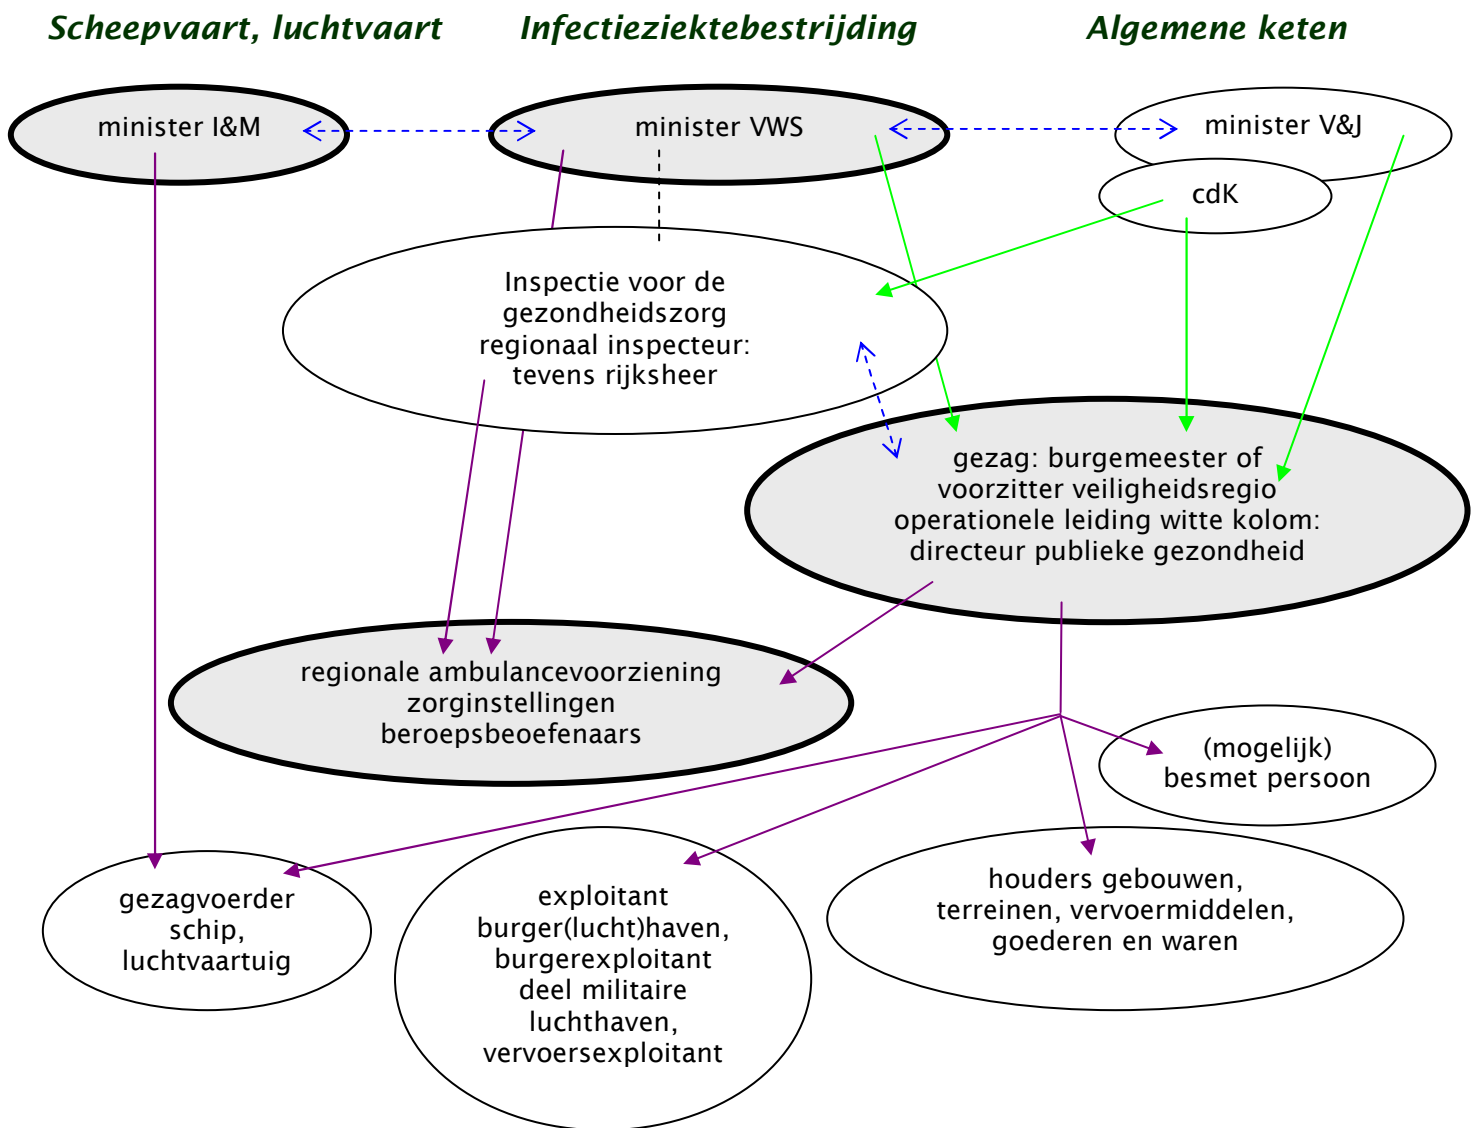 Scheepvaart, luchtvaart
Infectieziektebestrijding
Algemene keten
minister I&M
minister VWS
minister V&J
cdK
Inspectie voor de
gezondheidszorg
regionaal inspecteur:
tevens rijksheer
gezag: burgemeester of
voorzitter veiligheidsregio
operationele leiding witte kolom:
directeur publieke gezondheid
regionale ambulancevoorziening
zorginstellingen
beroepsbeoefenaars
(mogelijk)
besmet persoon
gezagvoerder
schip,
luchtvaartuig
exploitant
burger(lucht)haven,
burgerexploitant
deel militaire
luchthaven,
vervoersexploitant
houders gebouwen,
terreinen, vervoermiddelen,
goederen en waren